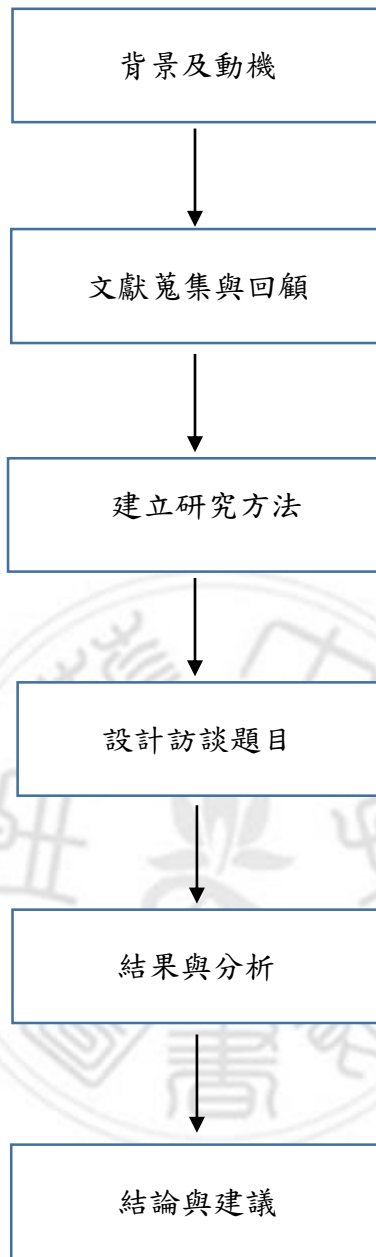 背景及動機
文獻蒐集與回顧
建立研究方法
設計訪談題目
結果與分析
結論與建議